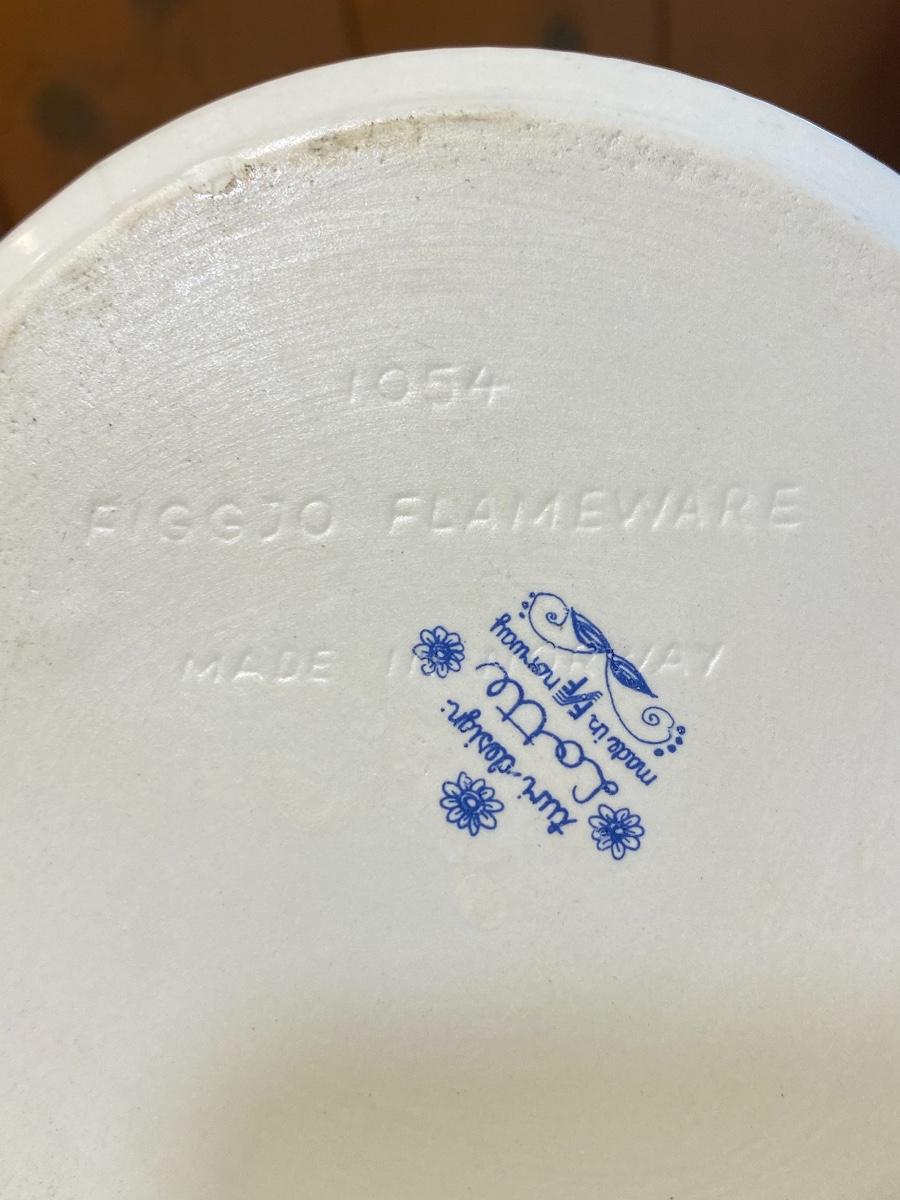 1054
FIGGJO FLAMEWARE
MADE IN NORWAY
turi-design:
Lotte
made in FF norway